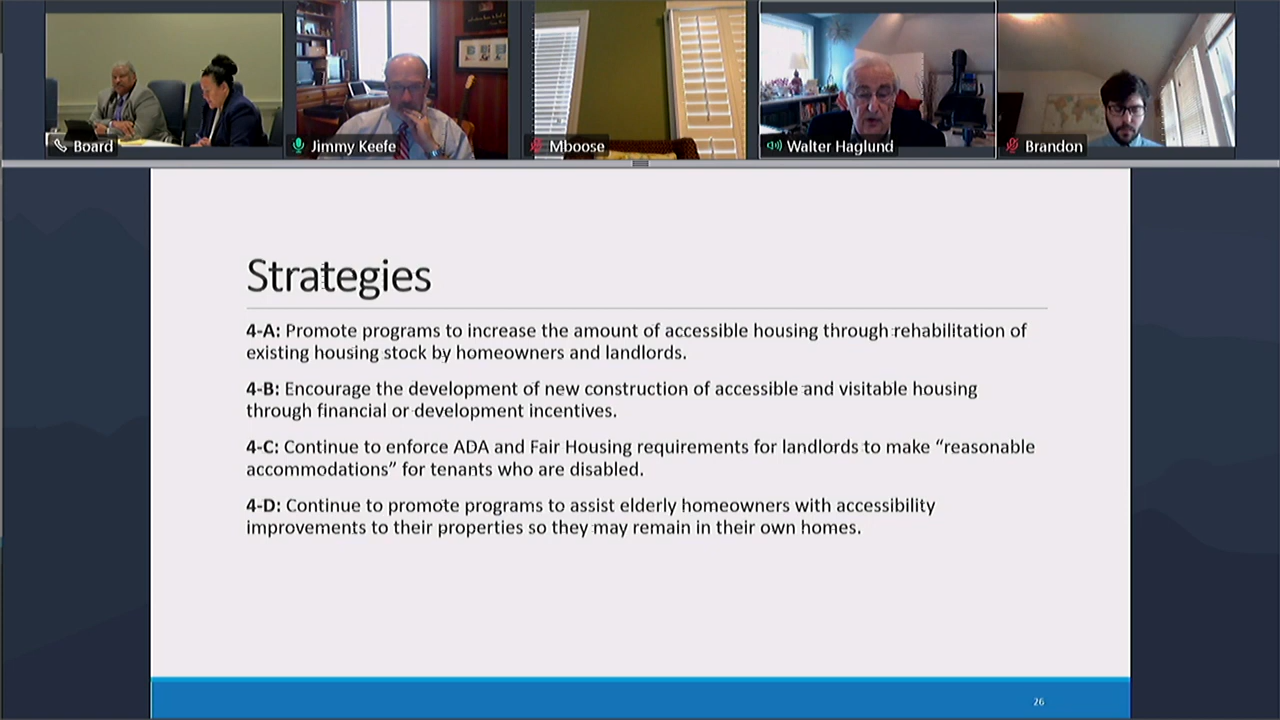 Board
Jimmy Keefe
Mboose
Walter Haglund
Brandon
Strategies
4-A: Promote programs to increase the amount of accessible housing through rehabilitation of
existing housing stock by homeowners and landlords.
4-B: Encourage the development of new construction of accessible and visitable housing
through financial or development incentives.
4-C: Continue to enforce ADA and Fair Housing requirements for landlords to make “reasonable
accommodations” for tenants who are disabled.
4-D: Continue to promote programs to assist elderly homeowners with accessibility
improvements to their properties so they may remain in their own homes.
26